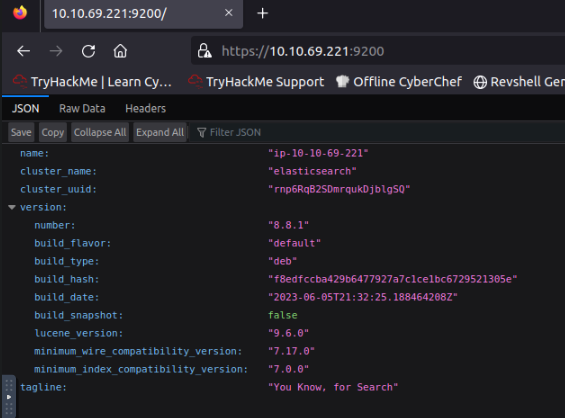 10.10.69.221:9200/
https://10.10.69.221:9200
TryHackMe | Learn Cy… TryHackMe Support Offline CyberChef Revshell Gen
JSON Raw Data Headers
Save Copy Collapse All Expand All Filter JSON
name: "ip-10-10-69-221"
cluster_name: "elasticsearch"
cluster_uuid: "rnp6RqB2SDmrqukDjblgSQ"
version:
number: "8.8.1"
build_flavor: "default"
build_type: "deb"
build_hash: "f8edfccba429b6477927a7c1ce1bc6729521305e"
build_date: "2023-06-05T21:32:25.188464208Z"
build_snapshot: false
lucene_version: "9.6.0"
minimum_wire_compatibility_version: "7.17.0"
minimum_index_compatibility_version: "7.0.0"
tagline: "You Know, for Search"